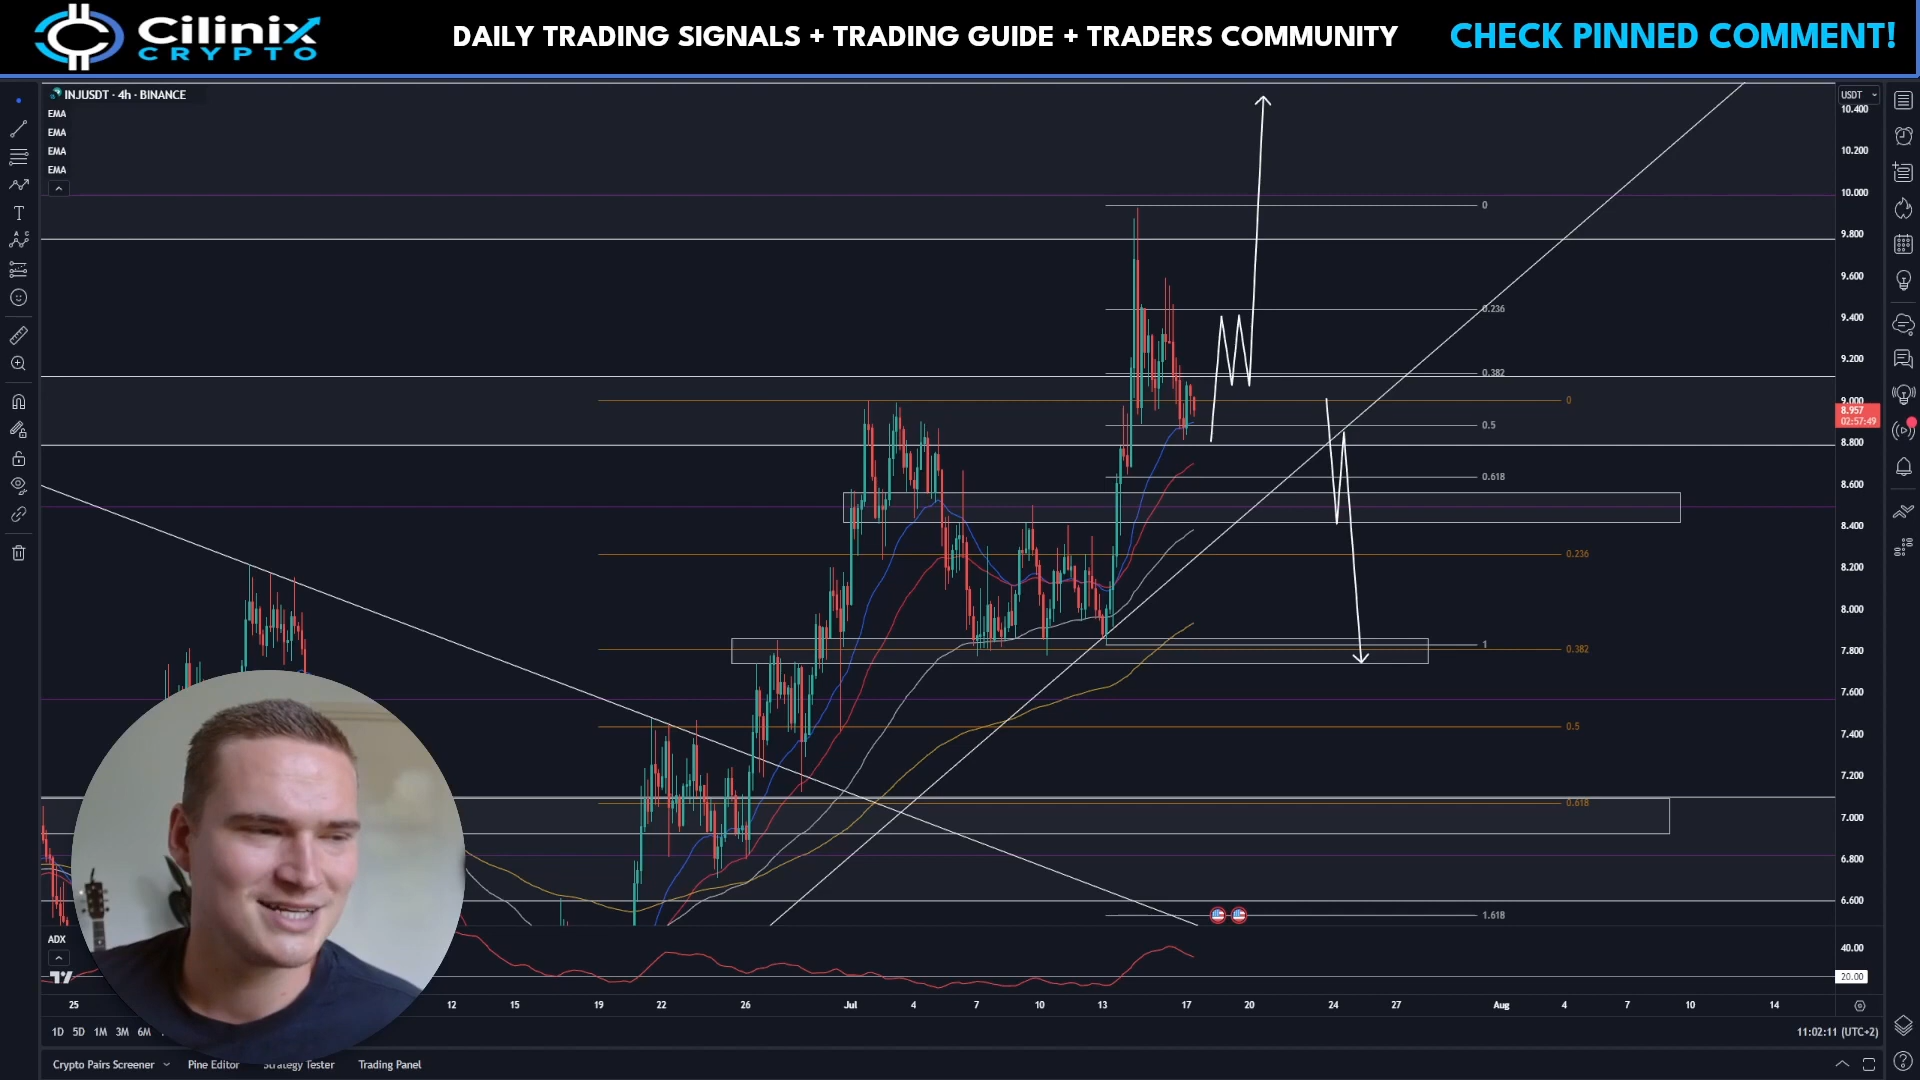 Cilinix
CRYPTO
DAILY TRADING SIGNALS + TRADING GUIDE + TRADERS COMMUNITY
CHECK PINNED COMMENT!
INJUSDT · 4h · BINANCE
USDT
EMA
EMA
EMA
EMA
10.400
10.200
10.000
9.800
9.600
9.400
9.200
9.000
8.957
02:57:49
8.800
8.600
8.400
8.200
8.000
7.800
7.600
7.400
7.200
7.000
6.800
6.600
0
0.236
0.382
0
0.5
0.618
0.236
1
0.382
0.5
0.618
1.618
ADX
40.00
20.00
25
12
15
19
22
26
Jul
4
7
10
13
17
20
24
27
Aug
4
7
10
14
1D 5D 1M 3M 6M
11:02:11 (UTC+2)
Crypto Pairs Screener
Pine Editor
Strategy Tester
Trading Panel